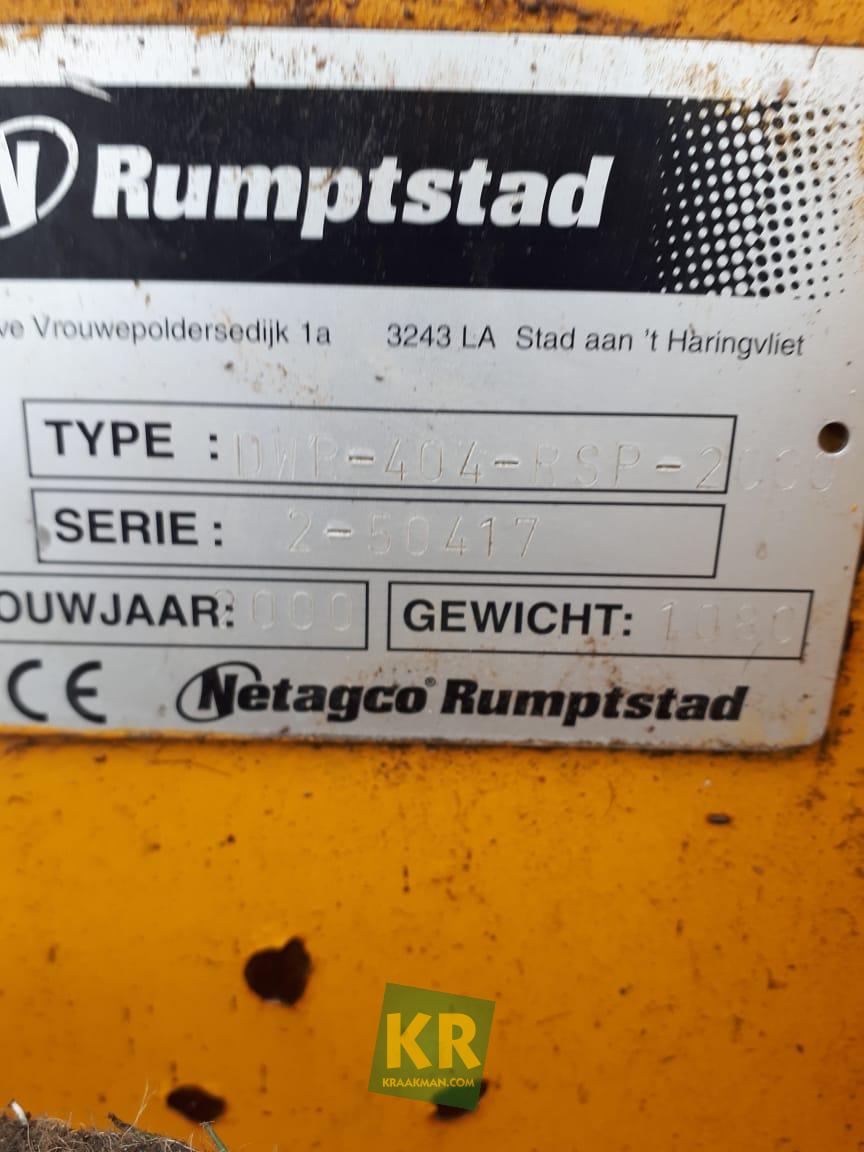 Rumptstad
ve Vrouwepoldersedijk 1a 3243 LA Stad aan 't Haringvliet
TYPE : DWR-404-RSP-2000
SERIE : 2-50417
OUWJAAR: 2000 GEWICHT: 1080
CE Netagco® Rumptstad
KR
KRAAKMAN.COM